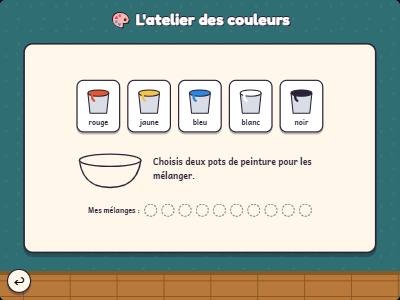 L'atelier des couleurs
rouge
jaune
bleu
blanc
noir
Choisis deux pots de peinture pour les
mélanger.
Mes mélanges :